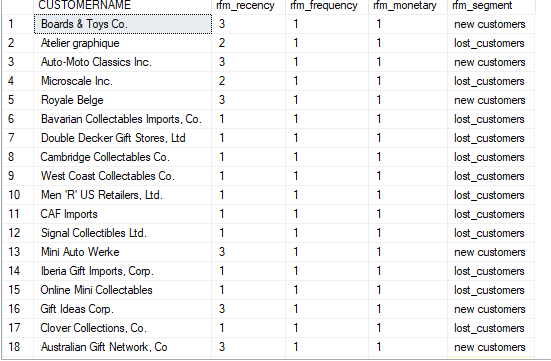 CUSTOMERNAME rfm_recency rfm_frequency rfm_monetary rfm_segment
1 Boards & Toys Co. 3 1 1 new customers
2 Atelier graphique 2 1 1 lost_customers
3 Auto-Moto Classics Inc. 3 1 1 new customers
4 Microscale Inc. 2 1 1 lost_customers
5 Royale Belge 3 1 1 new customers
6 Bavarian Collectables Imports, Co. 1 1 1 lost_customers
7 Double Decker Gift Stores, Ltd 1 1 1 lost_customers
8 Cambridge Collectables Co. 1 1 1 lost_customers
9 West Coast Collectables Co. 1 1 1 lost_customers
10 Men 'R' US Retailers, Ltd. 1 1 1 lost_customers
11 CAF Imports 1 1 1 lost_customers
12 Signal Collectibles Ltd. 1 1 1 lost_customers
13 Mini Auto Werke 3 1 1 new customers
14 Iberia Gift Imports, Corp. 1 1 1 lost_customers
15 Online Mini Collectables 1 1 1 lost_customers
16 Gift Ideas Corp. 3 1 1 new customers
17 Clover Collections, Co. 1 1 1 lost_customers
18 Australian Gift Network, Co 3 1 1 new customers